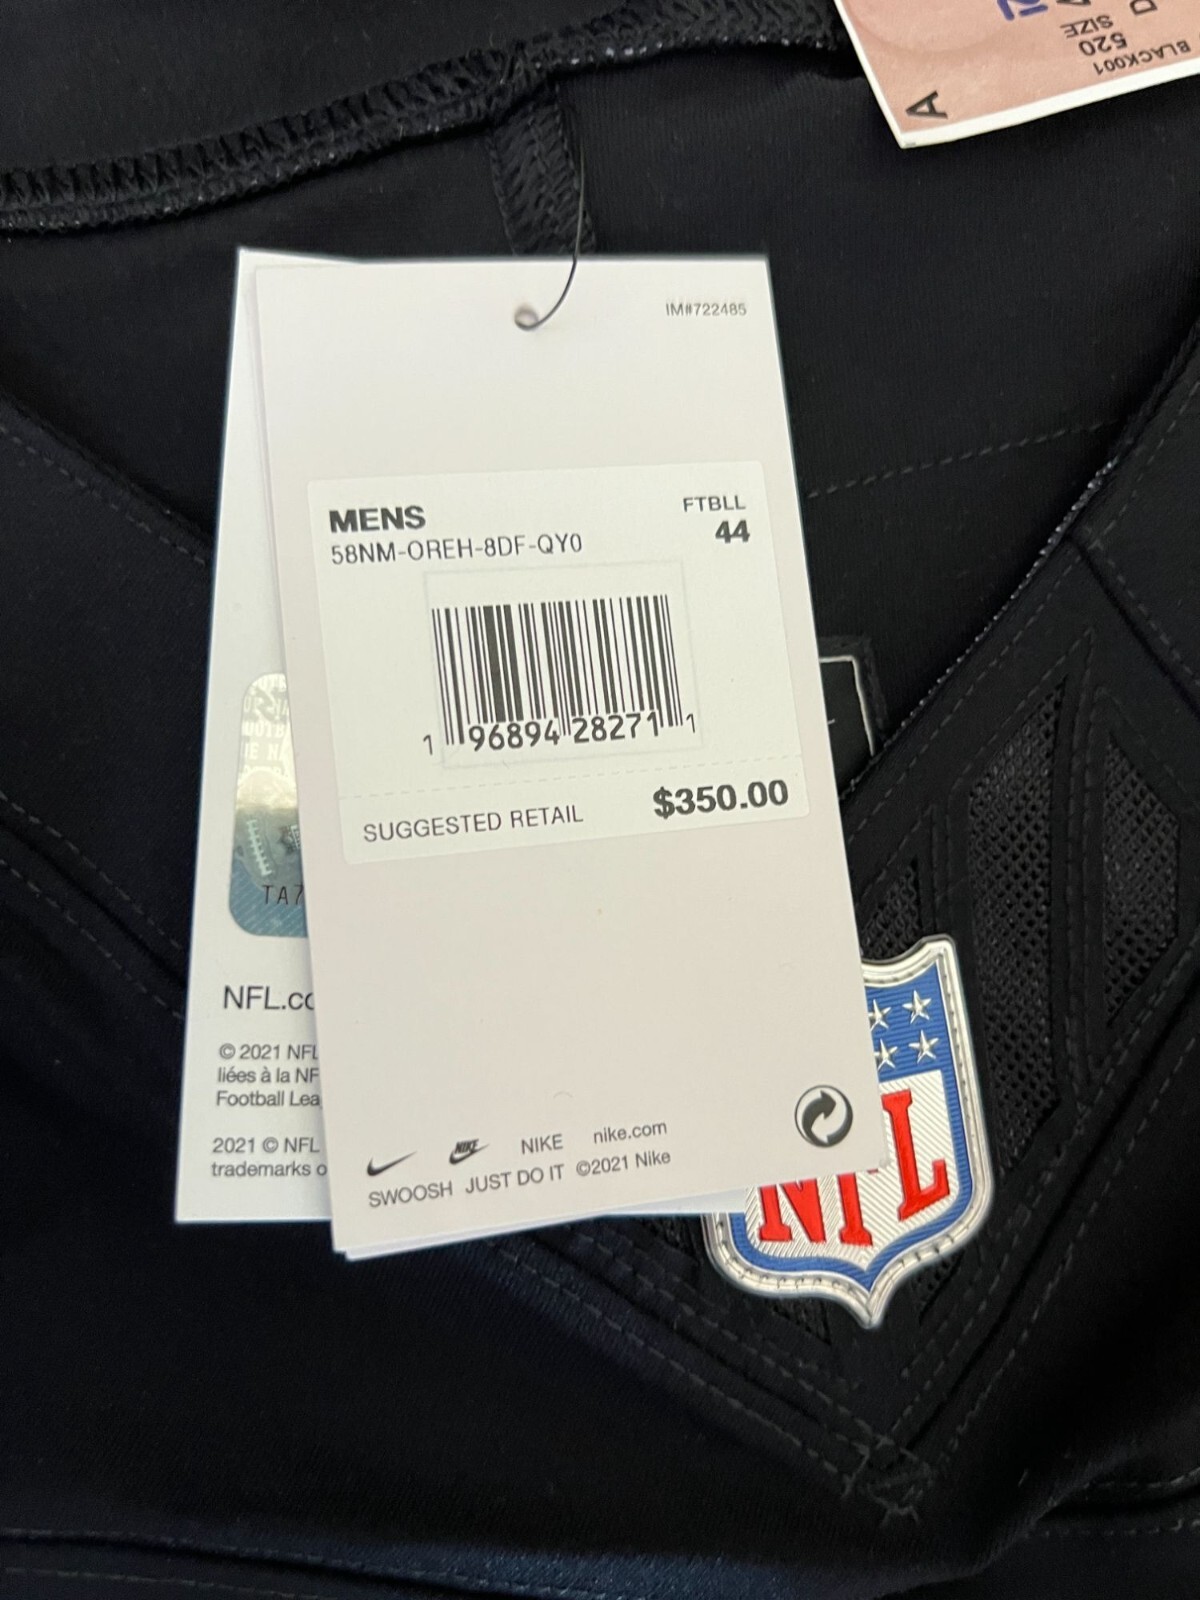 BLACK001
520
SIZE
A
IM#722485
MENS
FTBLL
58NM-OREH-8DF-QY0
44
1 96894 28271 1
SUGGESTED RETAIL
$350.00
TA7
NFL.co
© 2021 NFL
liées à la NF
Football Lea
2021 © NFL
trademarks o
NIKE
NIKE nike.com
SWOOSH JUST DO IT ©2021 Nike
NFL